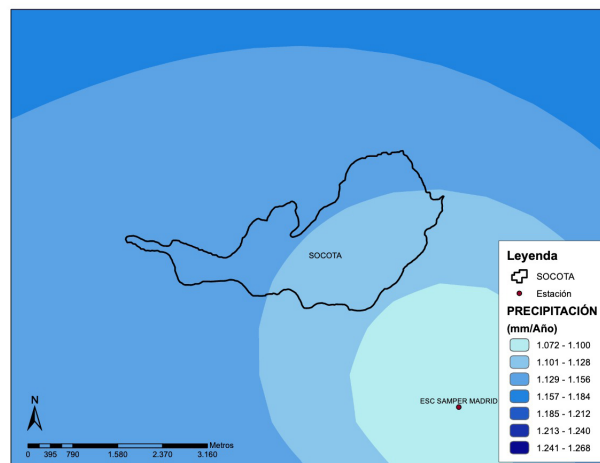 SOCOTA
Leyenda
SOCOTA
Estación
PRECIPITACIÓN
(mm/Año)
1.072 - 1.100
1.101 - 1.128
1.129 - 1.156
1.157 - 1.184
1.185 - 1.212
1.213 - 1.240
1.241 - 1.268
ESC SAMPER MADRID
N
Metros
0 395 790 1.580 2.370 3.160